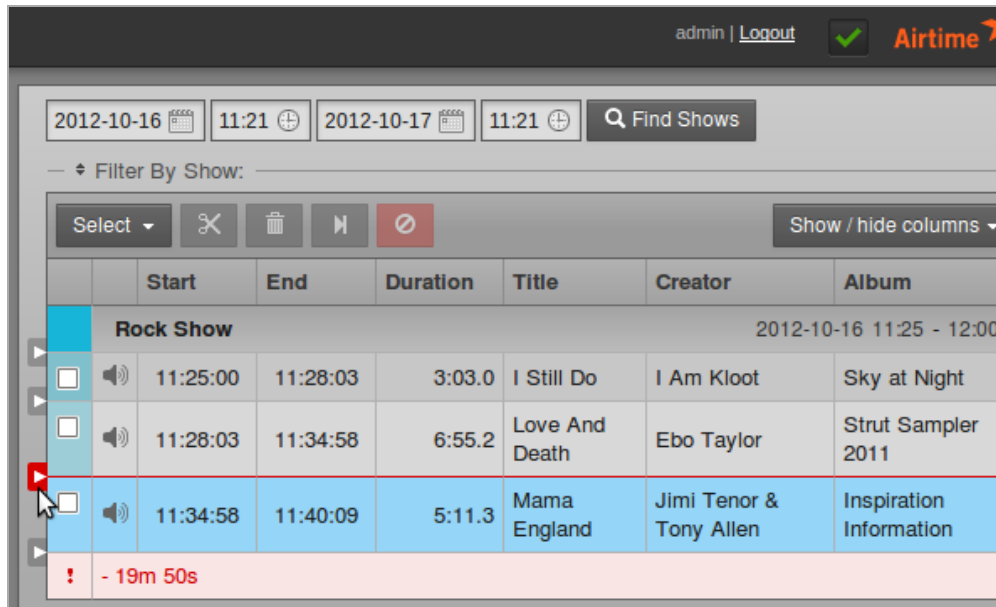 admin | Logout
Airtime
2012-10-16 11:21 2012-10-17 11:21 Find Shows
Filter By Show:
Select Show / hide columns
Start End Duration Title Creator Album
Rock Show 2012-10-16 11:25 - 12:00
11:25:00 11:28:03 3:03.0 I Still Do I Am Kloot Sky at Night
11:28:03 11:34:58 6:55.2 Love And Death Ebo Taylor Strut Sampler 2011
11:34:58 11:40:09 5:11.3 Mama England Jimi Tenor & Tony Allen Inspiration Information
! - 19m 50s